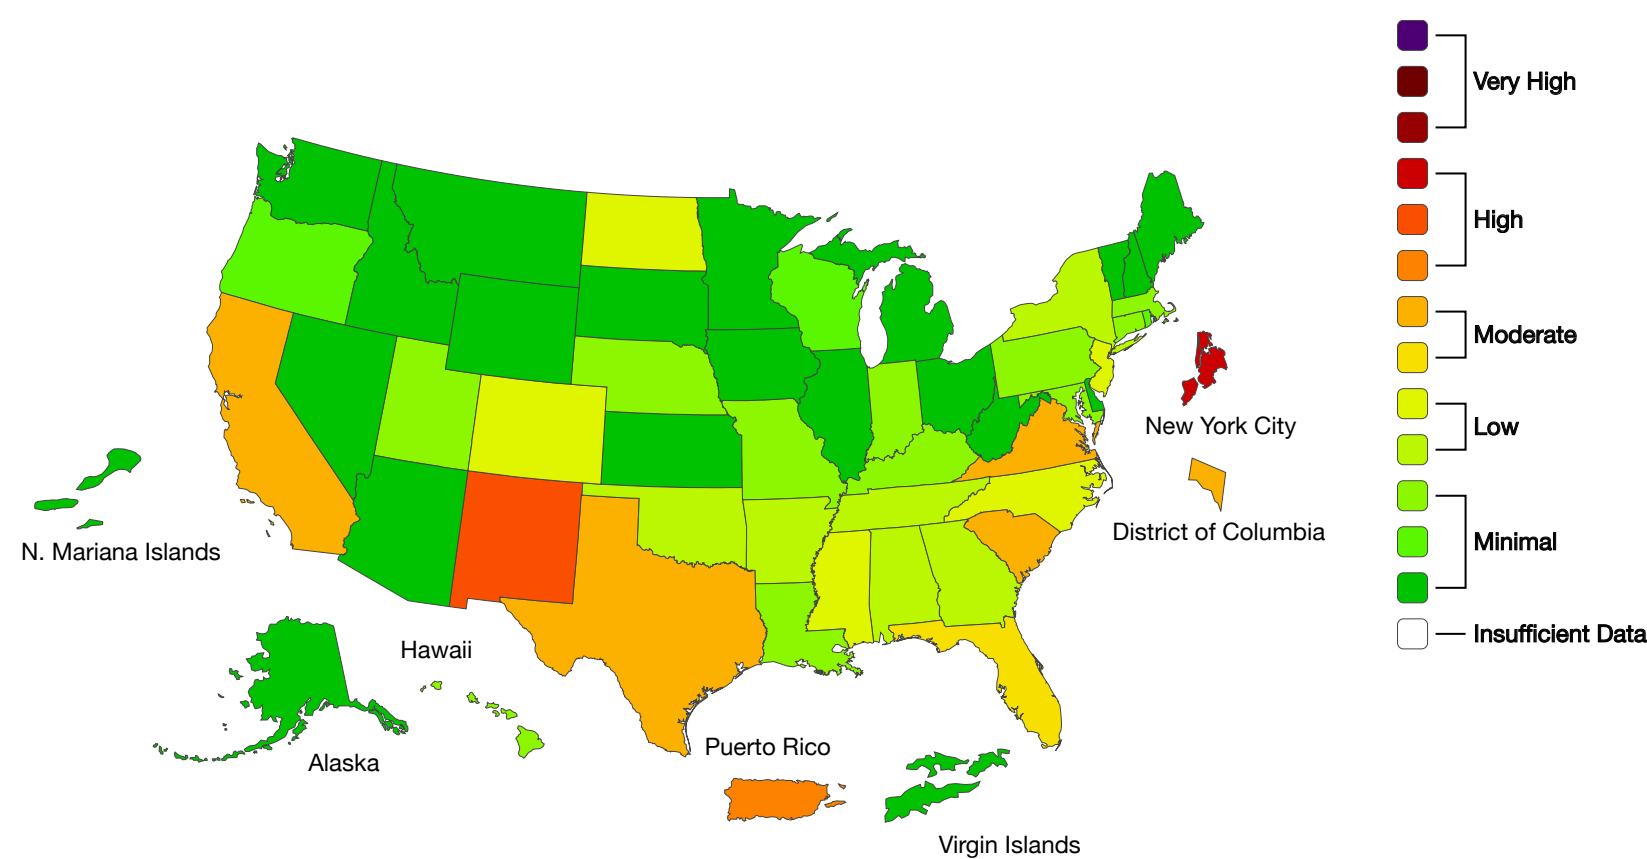 Very High
High
Moderate
Low
Minimal
Insufficient Data
New York City
District of Columbia
N. Mariana Islands
Hawaii
Alaska
Puerto Rico
Virgin Islands